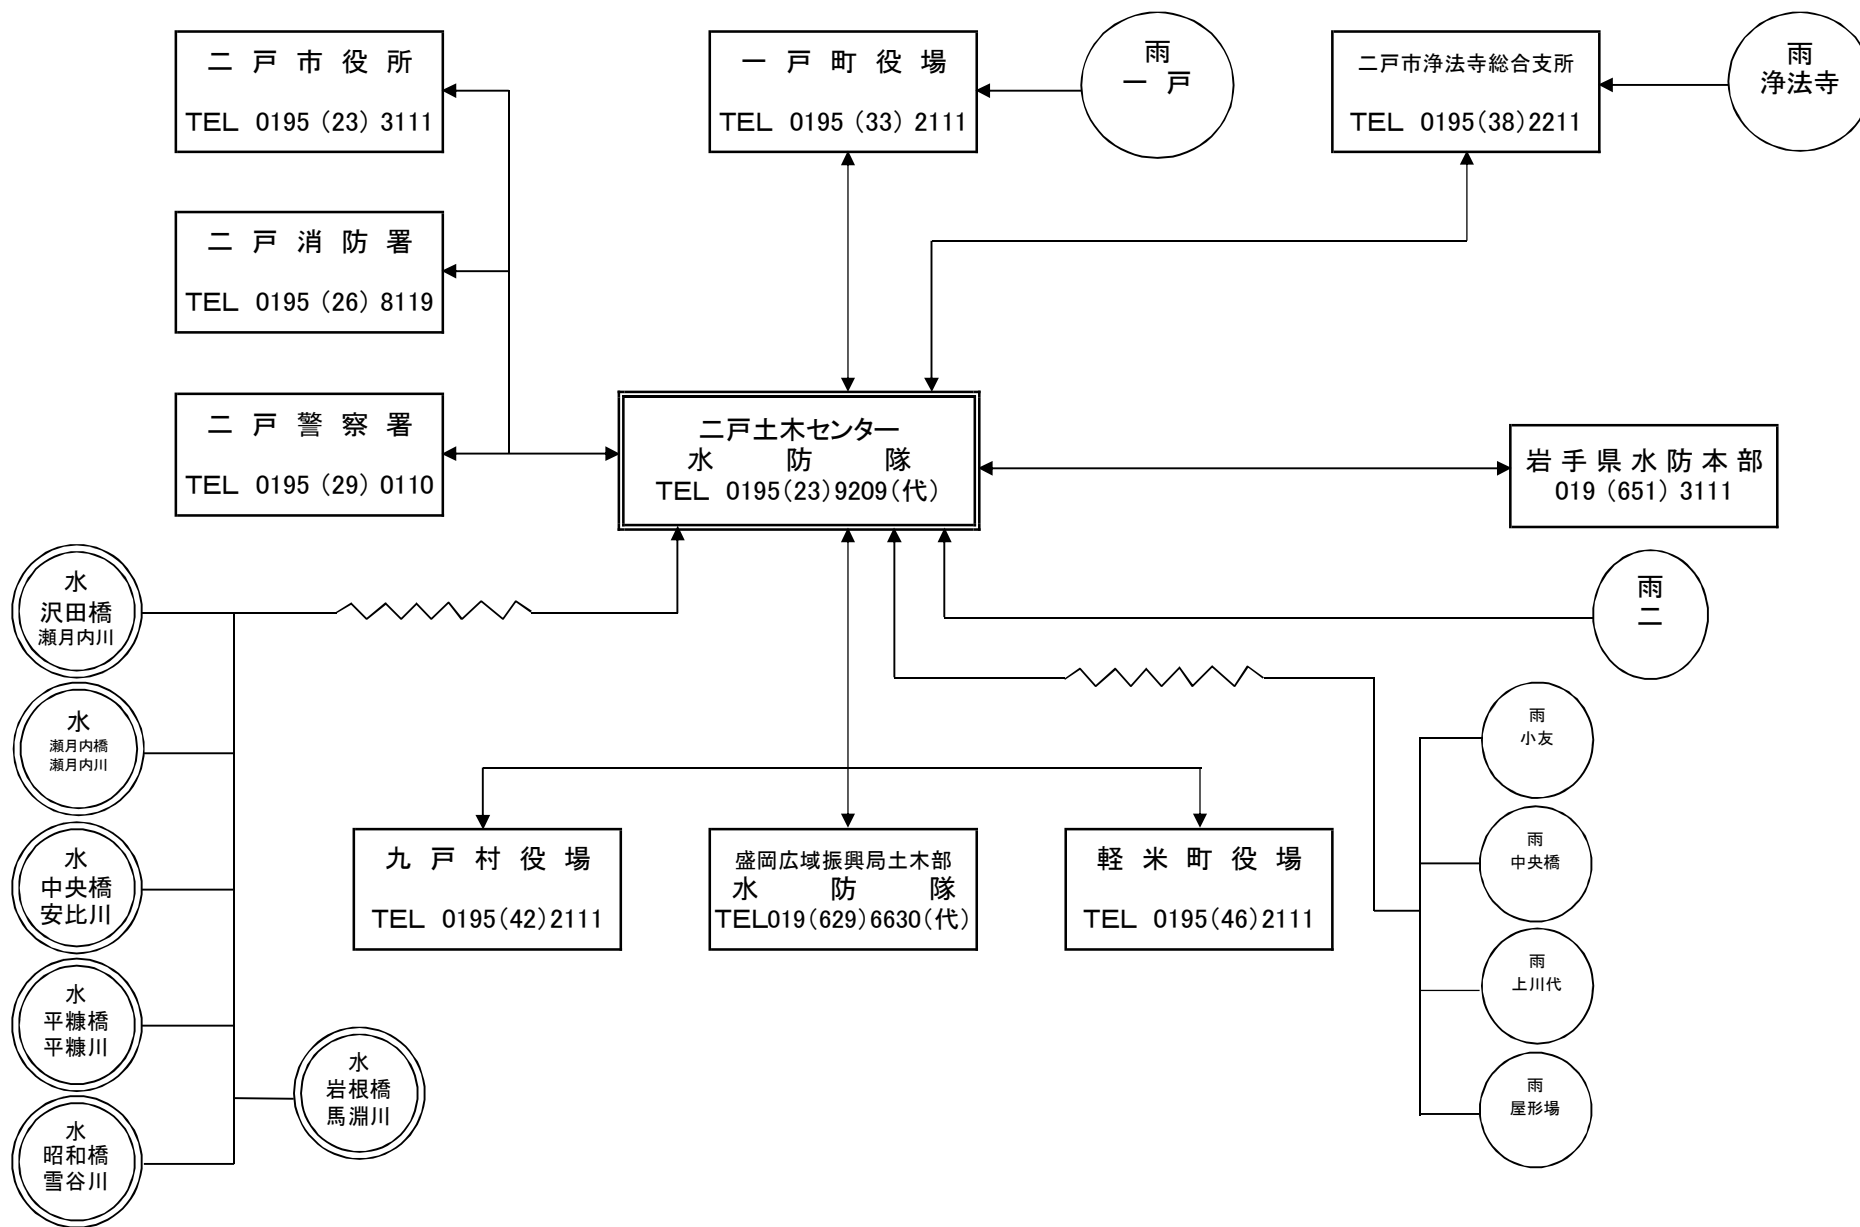 二戸市役所
TEL 0195 (23) 3111
一戸町役場
TEL 0195 (33) 2111
雨
一戸
二戸市浄法寺総合支所
TEL 0195(38)2211
雨
浄法寺
二戸消防署
TEL 0195 (26) 8119
二戸警察署
TEL 0195 (29) 0110
二戸土木センター
水防隊
TEL 0195(23)9209(代)
岩手県水防本部
019 (651) 3111
水
沢田橋
瀬月内川
雨
二
水
瀬月内橋
瀬月内川
雨
小友
水
中央橋
安比川
九戸村役場
TEL 0195(42)2111
盛岡広域振興局土木部
水防隊
TEL019(629)6630(代)
軽米町役場
TEL 0195(46)2111
雨
中央橋
雨
上川代
水
平糠橋
平糠川
水
岩根橋
馬淵川
雨
屋形場
水
昭和橋
雪谷川